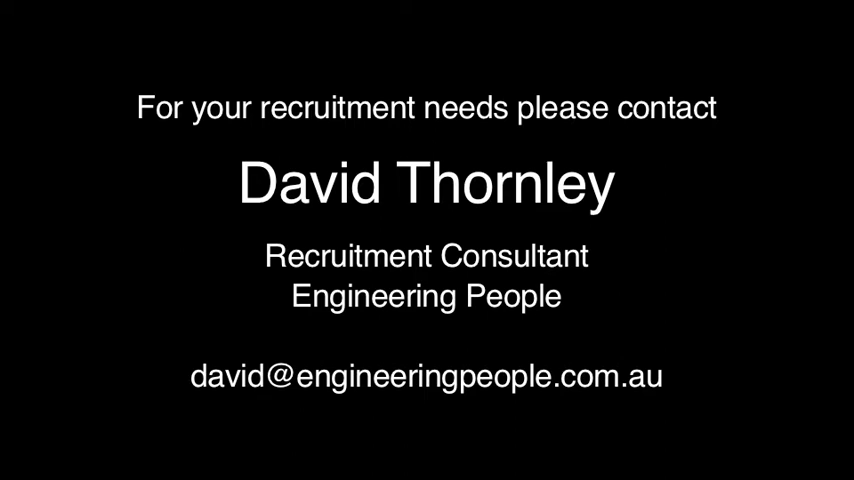 For your recruitment needs please contact
David Thornley
Recruitment Consultant
Engineering People
david@engineeringpeople.com.au